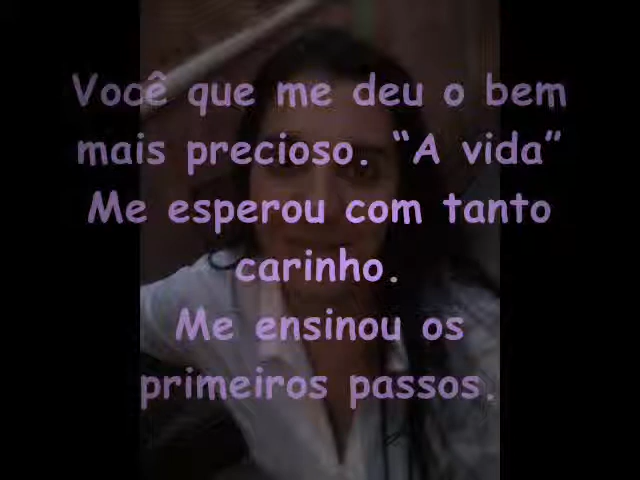 Você que me deu o bem
mais precioso. “A vida”
Me esperou com tanto
carinho.
Me ensinou os
primeiros passos.